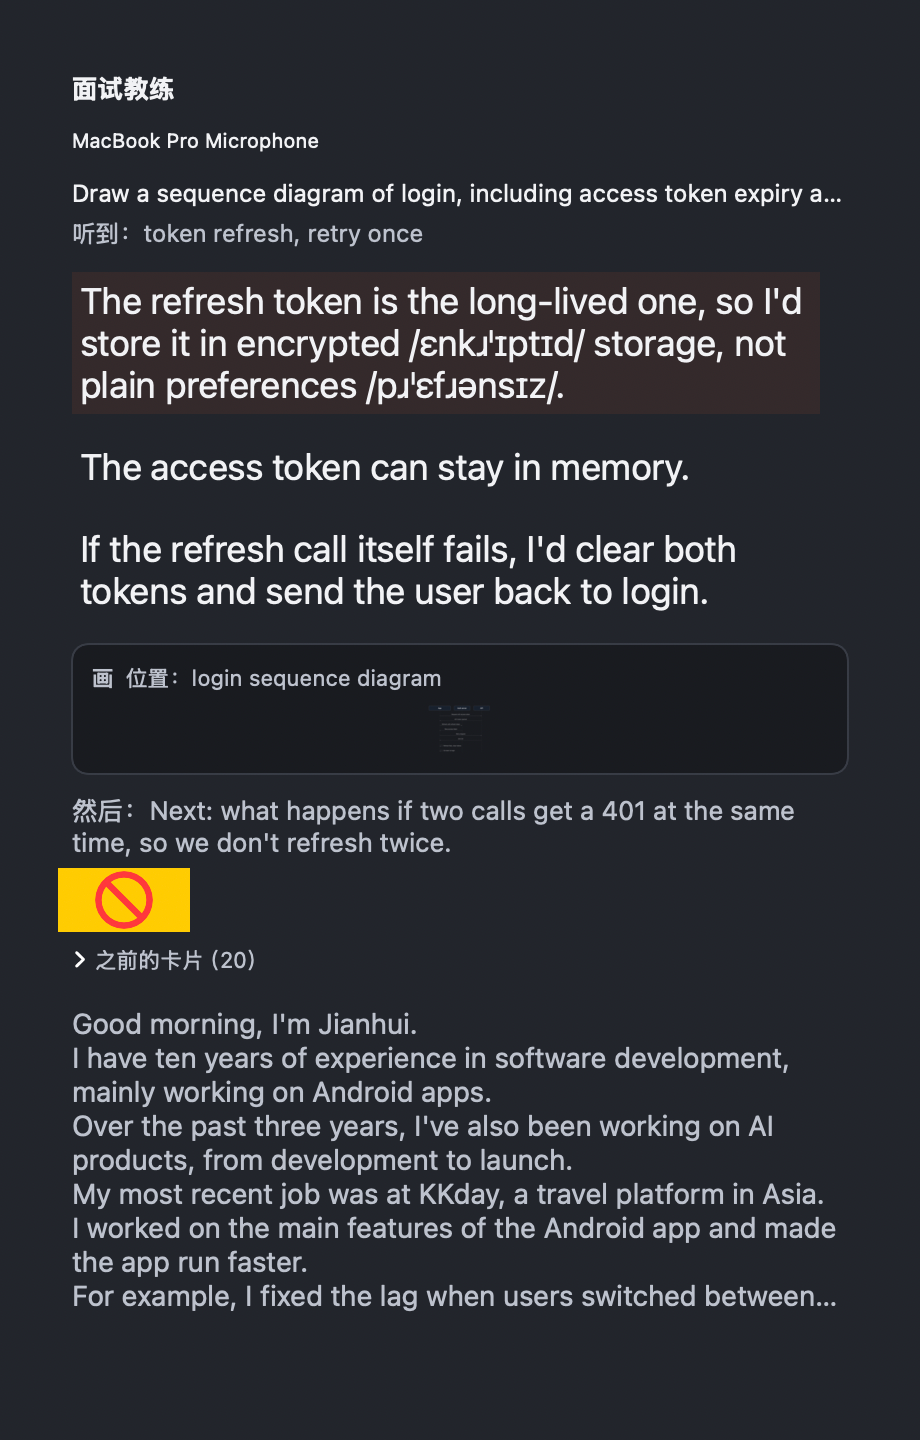 面试教练
MacBook Pro Microphone
Draw a sequence diagram of login, including access token expiry a...
听到：token refresh, retry once
The refresh token is the long-lived one, so I'd
store it in encrypted /ɛnkɹˈɪptɪd/ storage, not
plain preferences /pɹˈɛfɹənsɪz/.
The access token can stay in memory.
If the refresh call itself fails, I'd clear both
tokens and send the user back to login.
画 位置：login sequence diagram
然后：Next: what happens if two calls get a 401 at the same
time, so we don't refresh twice.
之前的卡片 (20)
Good morning, I'm Jianhui.
I have ten years of experience in software development,
mainly working on Android apps.
Over the past three years, I've also been working on AI
products, from development to launch.
My most recent job was at KKday, a travel platform in Asia.
I worked on the main features of the Android app and made
the app run faster.
For example, I fixed the lag when users switched between...